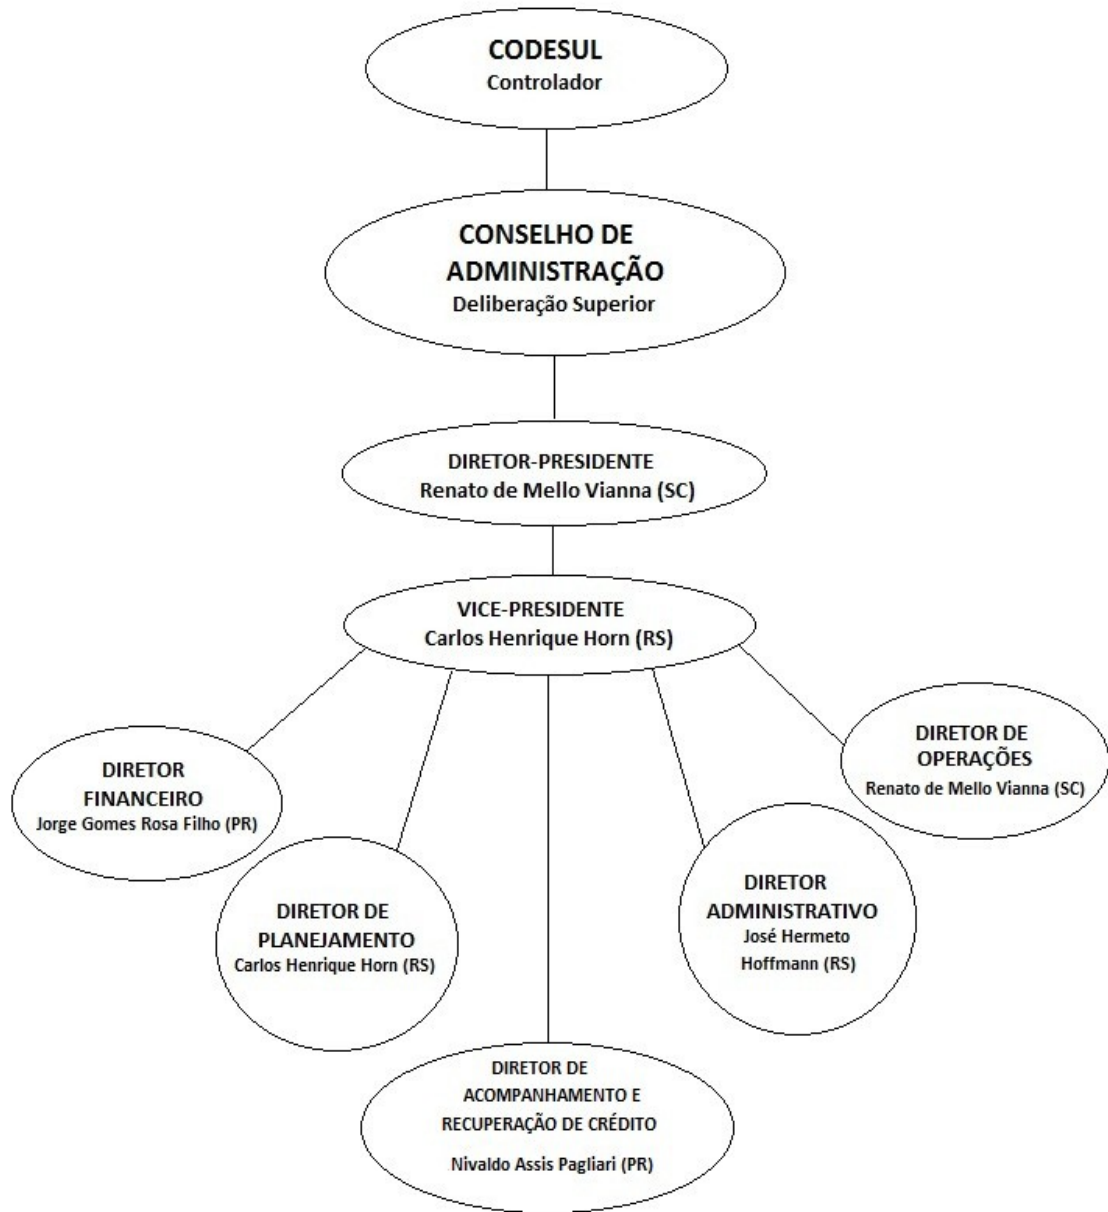 CODESUL
Controlador
CONSELHO DE
ADMINISTRAÇÃO
Deliberação Superior
DIRETOR-PRESIDENTE
Renato de Mello Vianna (SC)
VICE-PRESIDENTE
Carlos Henrique Horn (RS)
DIRETOR
FINANCEIRO
Jorge Gomes Rosa Filho (PR)
DIRETOR DE
PLANEJAMENTO
Carlos Henrique Horn (RS)
DIRETOR DE
ACOMPANHAMENTO E
RECUPERAÇÃO DE CRÉDITO
Nivaldo Assis Pagliari (PR)
DIRETOR
ADMINISTRATIVO
José Hermeto
Hoffmann (RS)
DIRETOR DE
OPERAÇÕES
Renato de Mello Vianna (SC)